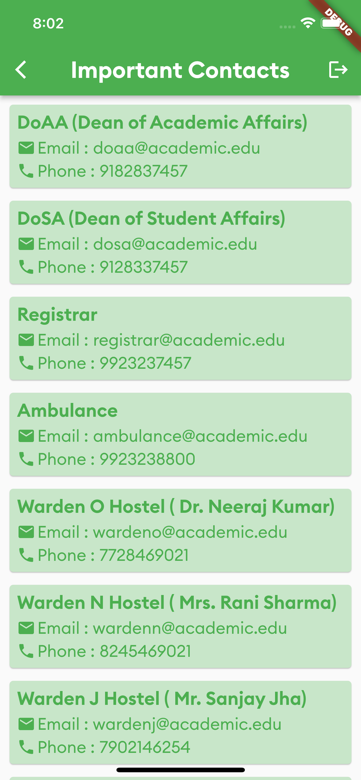 8:02
DEBUG
Important Contacts
DoAA (Dean of Academic Affairs)
Email : doaa@academic.edu
Phone : 9182837457
DoSA (Dean of Student Affairs)
Email : dosa@academic.edu
Phone : 9128337457
Registrar
Email : registrar@academic.edu
Phone : 9923237457
Ambulance
Email : ambulance@academic.edu
Phone : 9923238800
Warden O Hostel ( Dr. Neeraj Kumar)
Email : wardeno@academic.edu
Phone : 7728469021
Warden N Hostel ( Mrs. Rani Sharma)
Email : wardenn@academic.edu
Phone : 8245469021
Warden J Hostel ( Mr. Sanjay Jha)
Email : wardenj@academic.edu
Phone : 7902146254